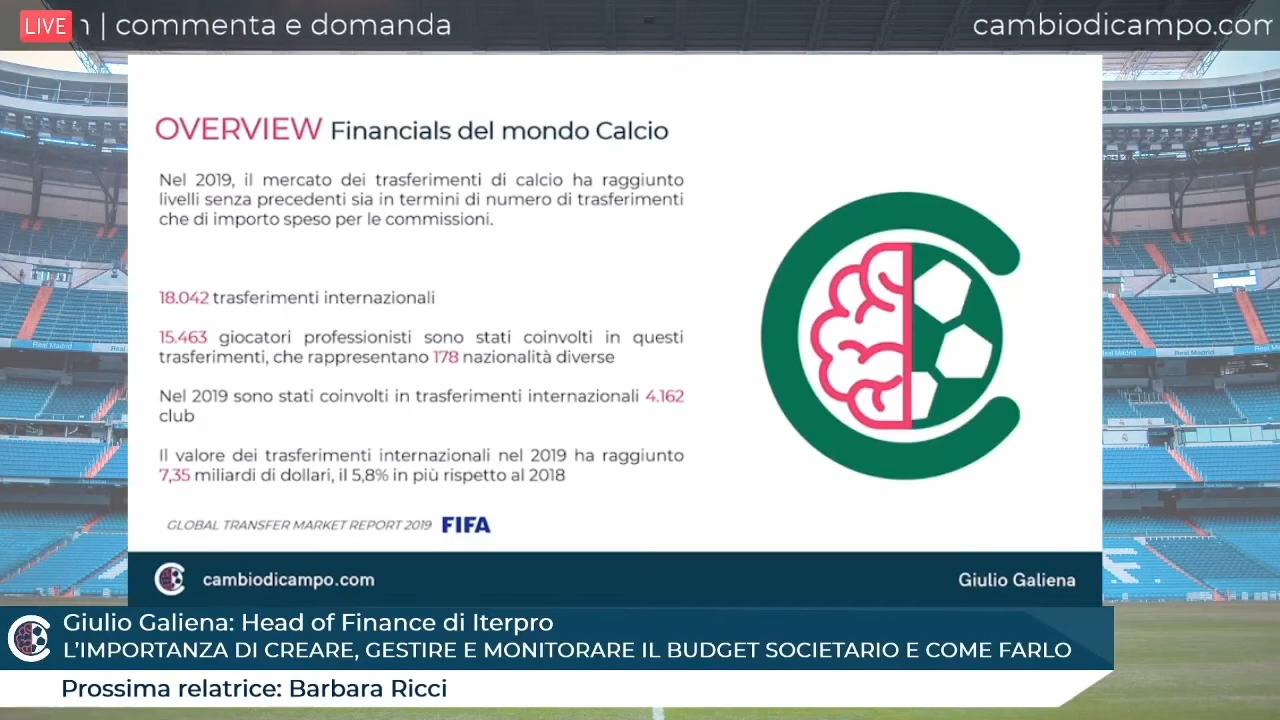 LIVE
n | commenta e domanda
cambiodicampo.com
OVERVIEW Financials del mondo Calcio
Nel 2019, il mercato dei trasferimenti di calcio ha raggiunto
livelli senza precedenti sia in termini di numero di trasferimenti
che di importo speso per le commissioni.
18.042 trasferimenti internazionali
15.463 giocatori professionisti sono stati coinvolti in questi
trasferimenti, che rappresentano 178 nazionalità diverse
Nel 2019 sono stati coinvolti in trasferimenti internazionali 4.162
club
Il valore dei trasferimenti internazionali nel 2019 ha raggiunto
7,35 miliardi di dollari, il 5,8% in più rispetto al 2018
GLOBAL TRANSFER MARKET REPORT 2019 FIFA
Real Madrid
Real Madrid
cambiodicampo.com
Giulio Galiena
Giulio Galiena: Head of Finance di Iterpro
L'IMPORTANZA DI CREARE, GESTIRE E MONITORARE IL BUDGET SOCIETARIO E COME FARLO
Prossima relatrice: Barbara Ricci